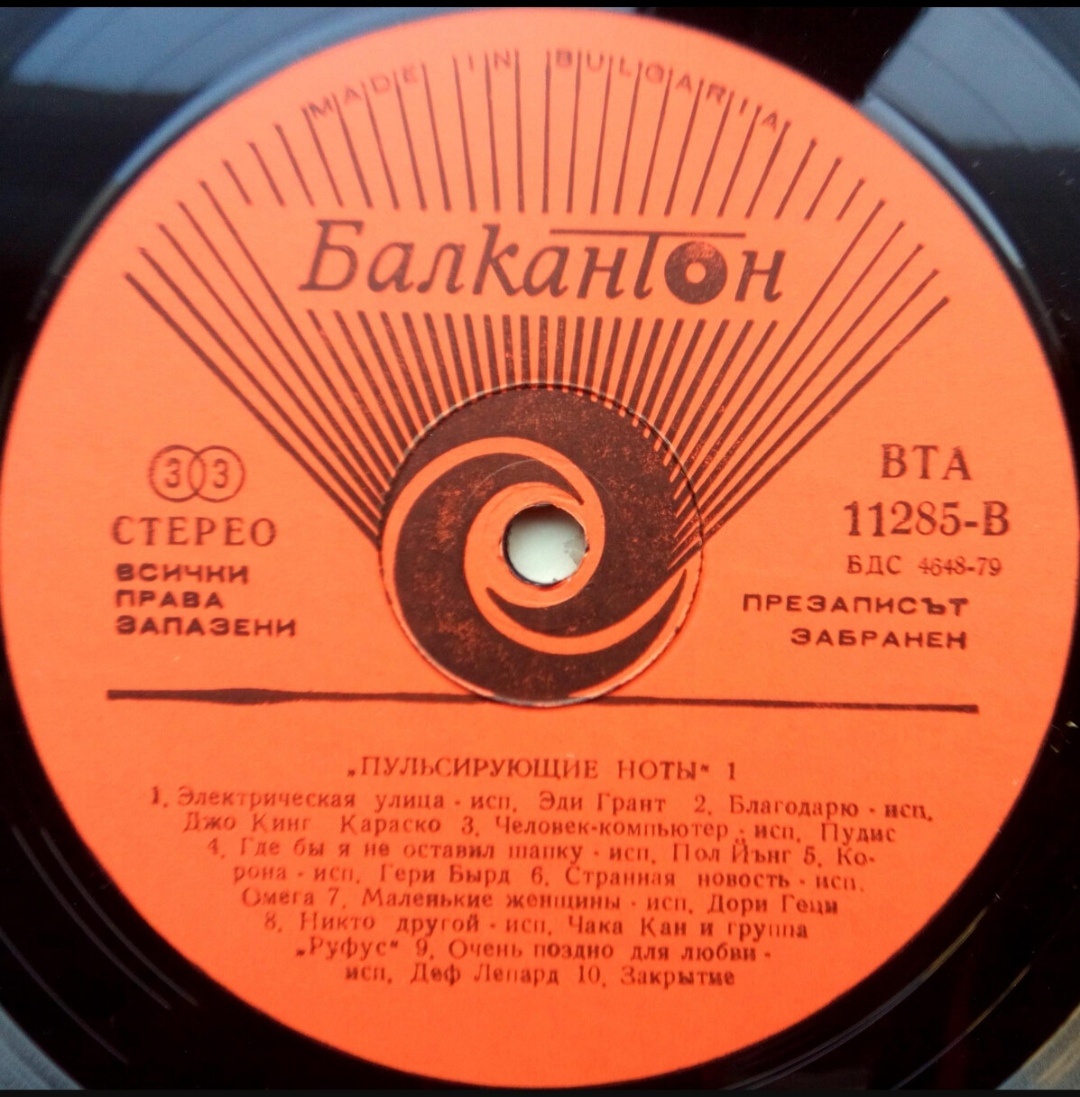 MADE IN BULGARIA
Балкантон
33
СТЕРЕО
ВСИЧКИ
ПРАВА
ЗАПАЗЕНИ
ВТА
11285-В
БДС 4648-79
ПРЕЗАПИСЪТ
ЗАБРАНЕН
„ПУЛЬСИРУЮЩИЕ НОТЫ“ 1
1. Электрическая улица - исп. Эди Грант 2. Благодарю - исп.
Джо Кинг Караско 3. Человек-компьютер - исп. Пудис
4. Где бы я не оставил шапку - исп. Пол Йънг 5. Ко-
рона - исп. Гери Бырд 6. Странная новость - исп.
Омега 7. Маленькие женщины - исп. Дори Геци
8. Никто другой - исп. Чака Кан и группа
„Руфус“ 9. Очень поздно для любви -
исп. Деф Лепард 10. Закрытие